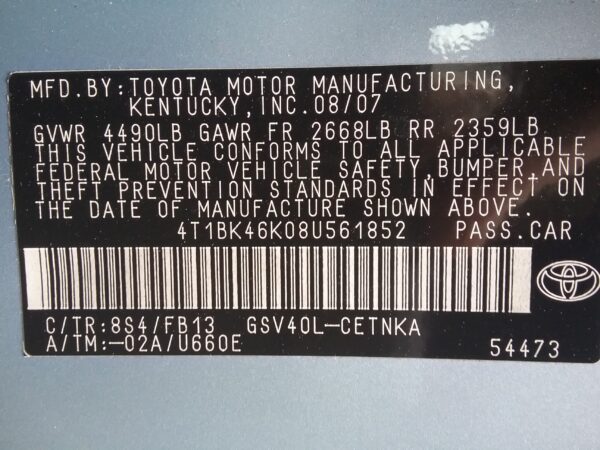 MFD.BY:TOYOTA MOTOR MANUFACTURING,
KENTUCKY,INC.08/07
GVWR 4490LB GAWR FR 2668LB RR 2359LB
THIS VEHICLE CONFORMS TO ALL APPLICABLE
FEDERAL MOTOR VEHICLE SAFETY,BUMPER,AND
THEFT PREVENTION STANDARDS IN EFFECT ON
THE DATE OF MANUFACTURE SHOWN ABOVE.
4T1BK46K08U561852 PASS.CAR
C/TR:8S4/FB13 GSV40L-CETNKA
A/TM:-02A/U660E 54473